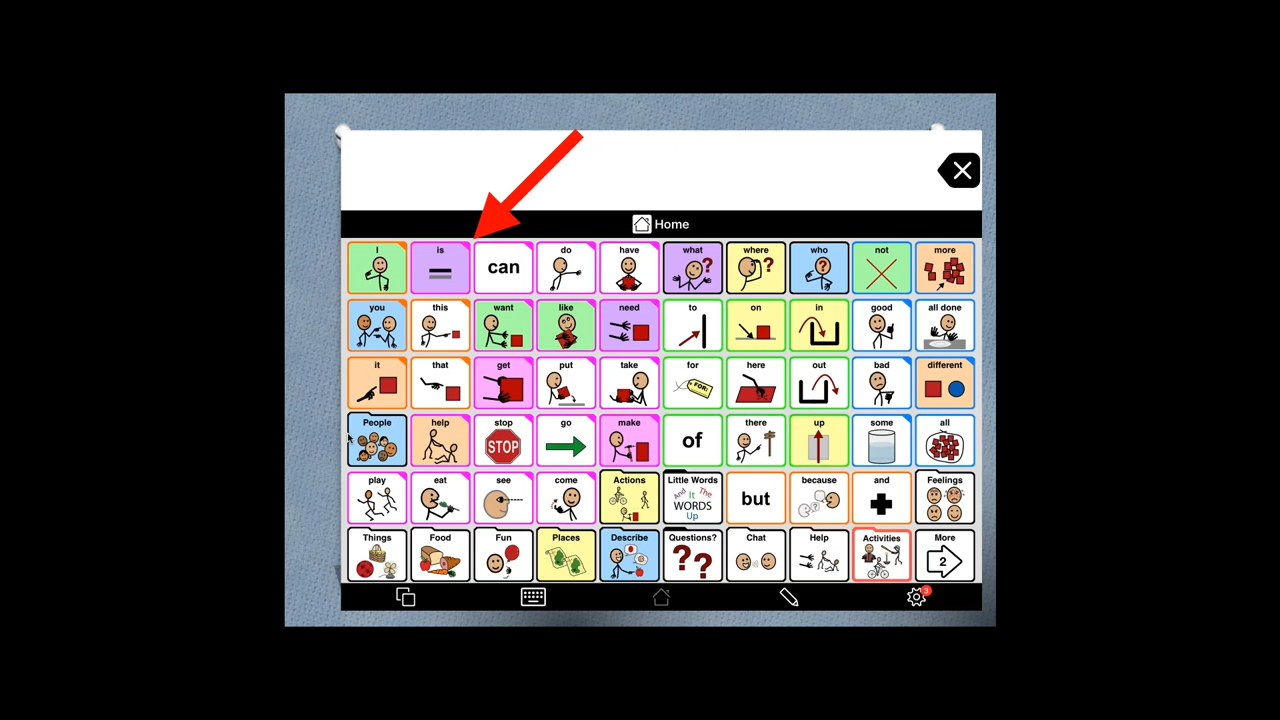 Home
I is can do have what where who not more
you this want like need to on in good all done
it that get put take for here out bad different
FOR:
People help stop go make of there up some all
STOP
play eat see come Actions Little Words but because and Feelings
And It The
WORDS
Up
Things Food Fun Places Describe Questions? Chat Help Activities More
2
3